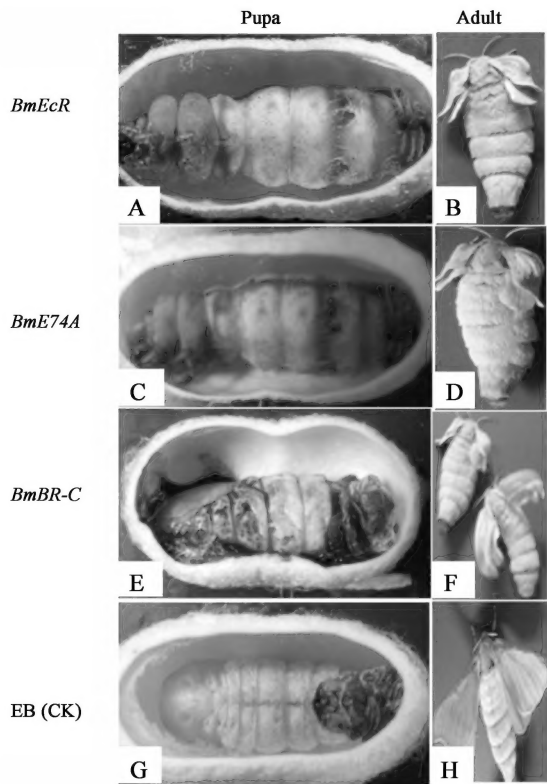 Pupa Adult
BmEcR
A B
BmE74A
C D
BmBR-C
E F
EB (CK)
G H